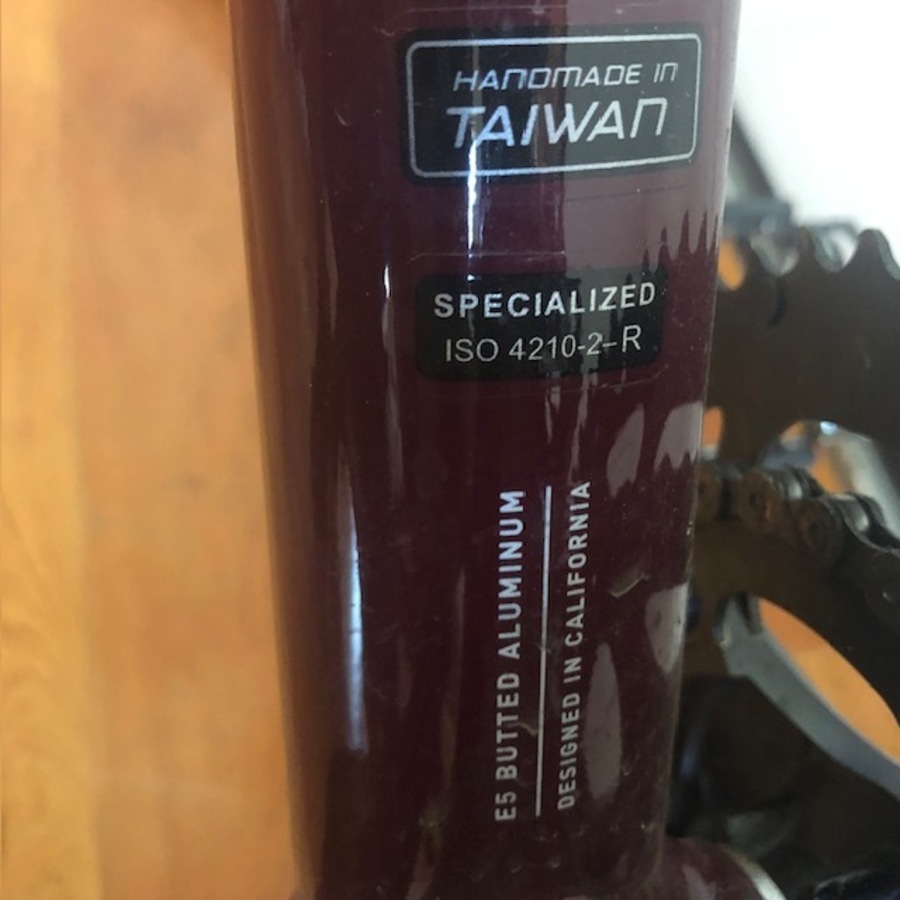 HANDMADE IN
TAIWAN
SPECIALIZED
ISO 4210-2-R
E5 BUTTED ALUMINUM
DESIGNED IN CALIFORNIA